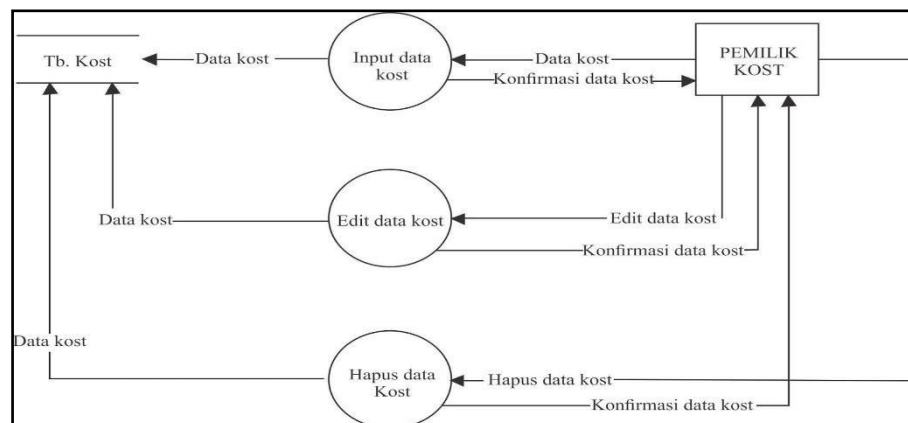 Tb. Kost
Data kost
Input data
kost
Data kost
Konfirmasi data kost
PEMILIK
KOST
Data kost
Edit data kost
Edit data kost
Konfirmasi data kost
Data kost
Hapus data
Kost
Hapus data kost
Konfirmasi data kost